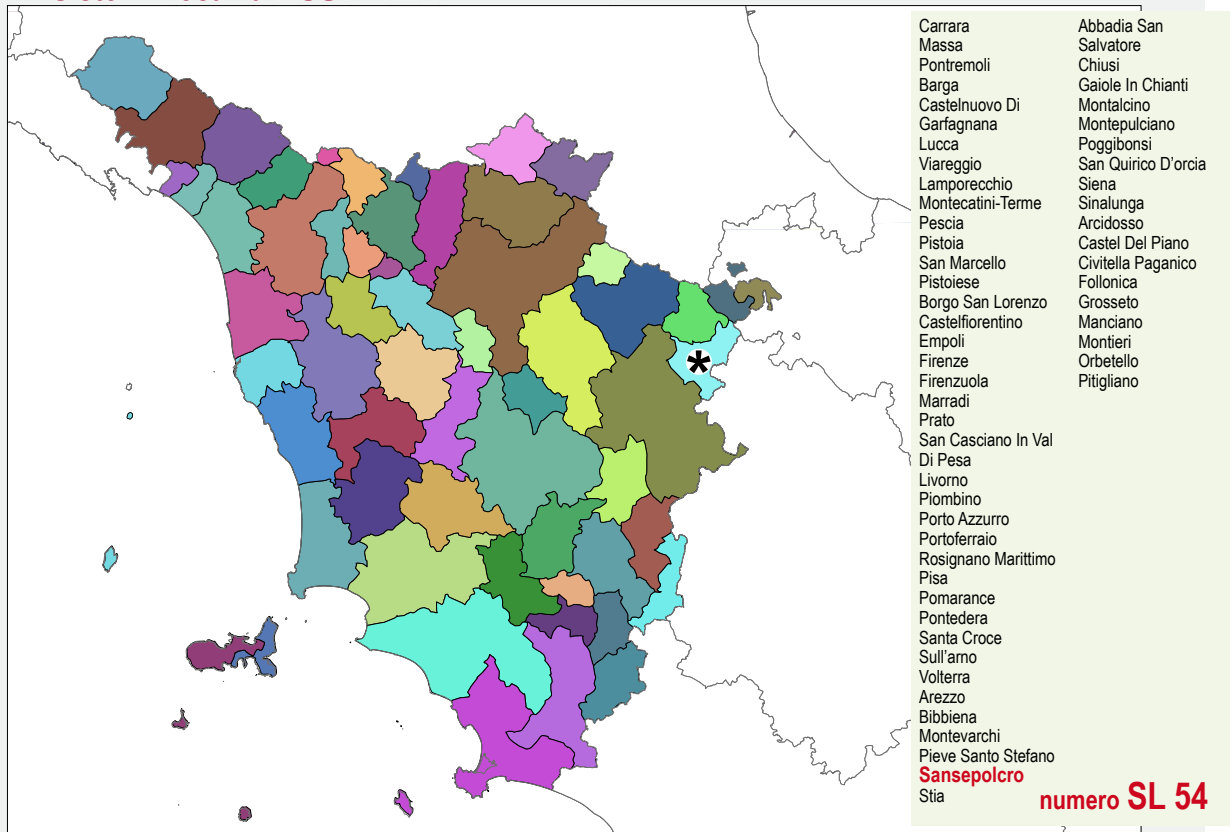 Carrara
Massa
Pontremoli
Barga
Castelnuovo Di
Garfagnana
Lucca
Viareggio
Lamporecchio
Montecatini-Terme
Pescia
Pistoia
San Marcello
Pistoiese
Borgo San Lorenzo
Castelfiorentino
Empoli
Firenze
Firenzuola
Marradi
Prato
San Casciano In Val
Di Pesa
Livorno
Piombino
Porto Azzurro
Portoferraio
Rosignano Marittimo
Pisa
Pomarance
Pontedera
Santa Croce
Sull'arno
Volterra
Arezzo
Bibbiena
Montevarchi
Pieve Santo Stefano
Sansepolcro
Stia
Abbadia San
Salvatore
Chiusi
Gaiole In Chianti
Montalcino
Montepulciano
Poggibonsi
San Quirico D'orcia
Siena
Sinalunga
Arcidosso
Castel Del Piano
Civitella Paganico
Follonica
Grosseto
Manciano
Montieri
Orbetello
Pitigliano
numero SL 54
*